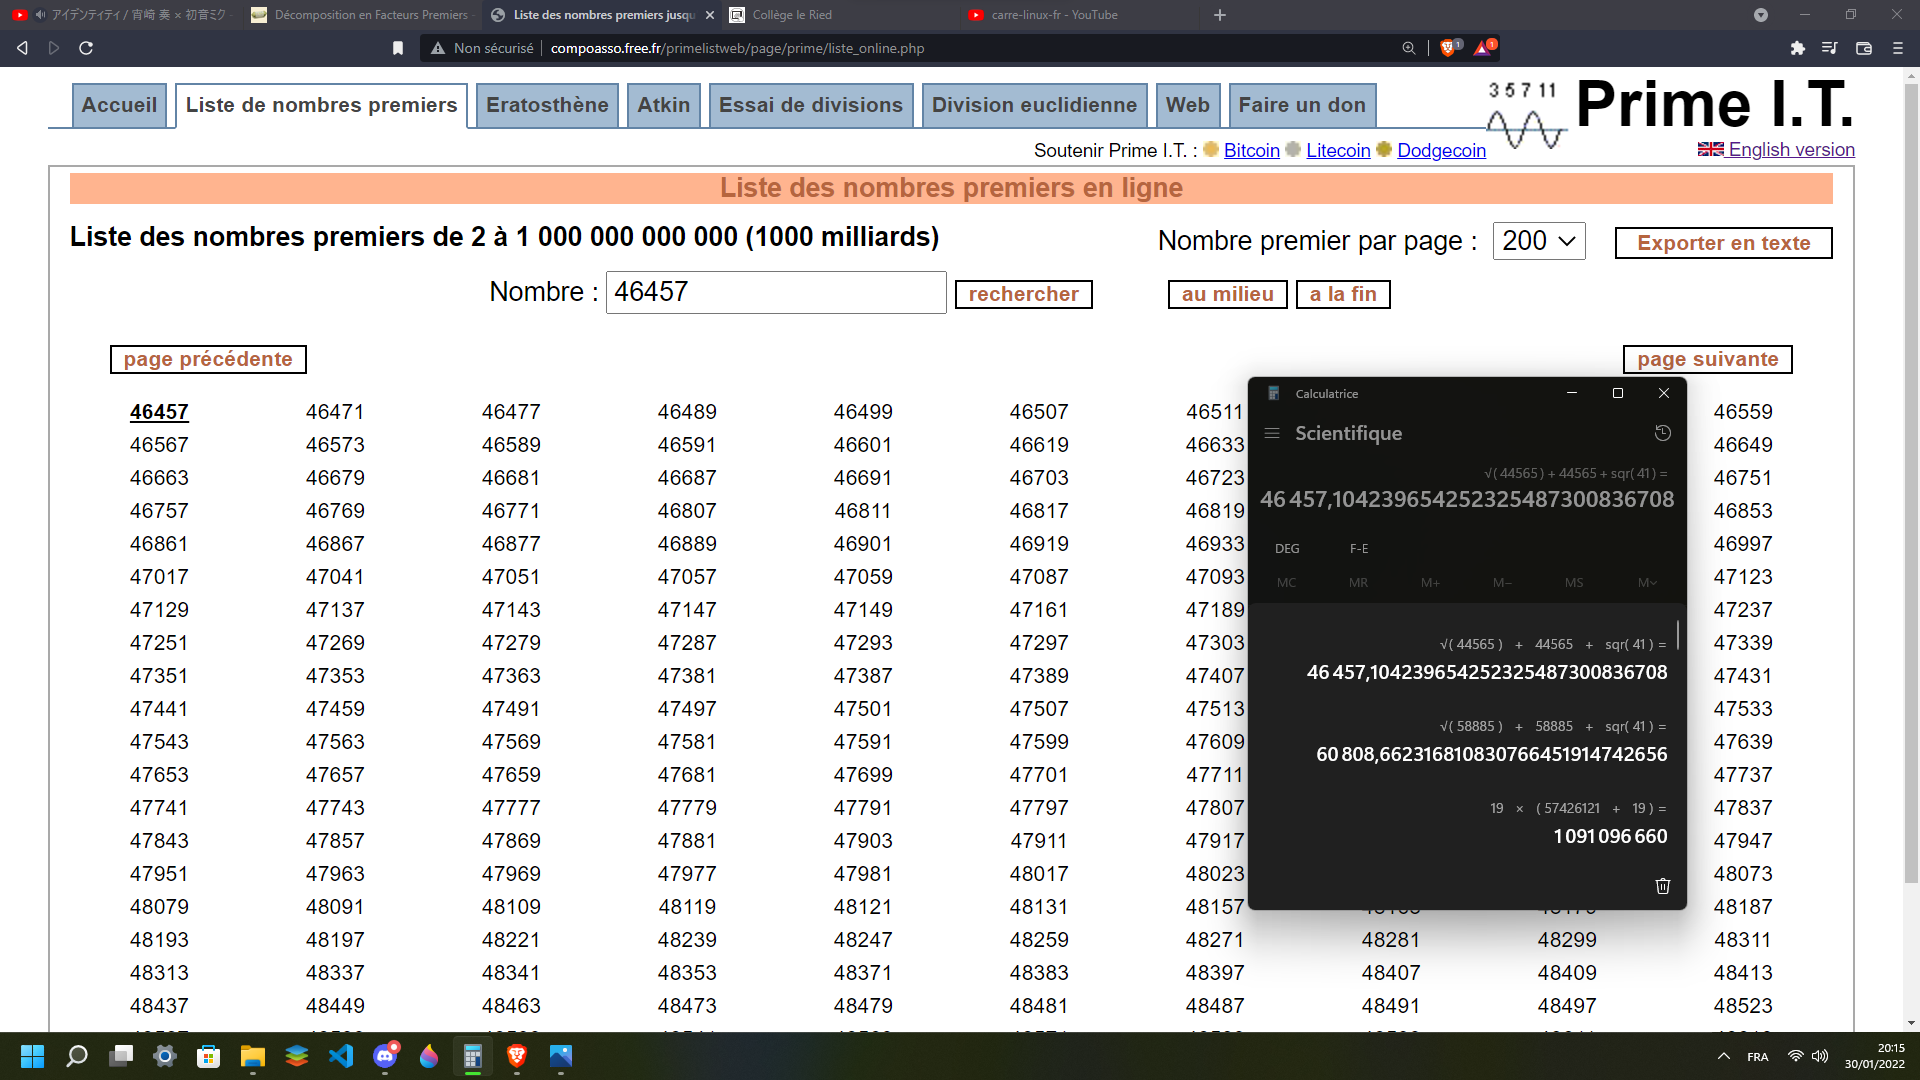 アイデンティティ / 宵崎 奏 × 初音ミク
Décomposition en Facteurs Premiers
Liste des nombres premiers jusqu
Collège le Ried
carre-linux-fr - YouTube
Non sécurisé
compoasso.free.fr/primelistweb/page/prime/liste_online.php
1
1
Accueil
Liste de nombres premiers
Eratosthène
Atkin
Essai de divisions
Division euclidienne
Web
Faire un don
3 5 7 11
Prime I.T.
Soutenir Prime I.T. : Bitcoin Litecoin Dodgecoin
English version
Liste des nombres premiers en ligne
Liste des nombres premiers de 2 à 1 000 000 000 000 (1000 milliards)
Nombre premier par page : 200
Exporter en texte
Nombre : 46457
rechercher
au milieu
a la fin
page précédente
page suivante
46457 46471 46477 46489 46499 46507 46511 46559
46567 46573 46589 46591 46601 46619 46633 46649
46663 46679 46681 46687 46691 46703 46723 46751
46757 46769 46771 46807 46811 46817 46819 46853
46861 46867 46877 46889 46901 46919 46933 46997
47017 47041 47051 47057 47059 47087 47093 47123
47129 47137 47143 47147 47149 47161 47189 47237
47251 47269 47279 47287 47293 47297 47303 47339
47351 47353 47363 47381 47387 47389 47407 47431
47441 47459 47491 47497 47501 47507 47513 47533
47543 47563 47569 47581 47591 47599 47609 47639
47653 47657 47659 47681 47699 47701 47711 47737
47741 47743 47777 47779 47791 47797 47807 47837
47843 47857 47869 47881 47903 47911 47917 47947
47951 47963 47969 47977 47981 48017 48023 48073
48079 48091 48109 48119 48121 48131 48157 48187
48193 48197 48221 48239 48247 48259 48271 48281 48299 48311
48313 48337 48341 48353 48371 48383 48397 48407 48409 48413
48437 48449 48463 48473 48479 48481 48487 48491 48497 48523
Calculatrice
Scientifique
√( 44565 ) + 44565 + sqr( 41 ) =
46 457,104239654252325487300836708
DEG F-E
MC MR M+ M− MS M˅
√( 44565 ) + 44565 + sqr( 41 ) =
46 457,104239654252325487300836708
√( 58885 ) + 58885 + sqr( 41 ) =
60 808,662316810830766451914742656
19 × ( 57426121 + 19 ) =
1 091 096 660
FRA
20:15
30/01/2022